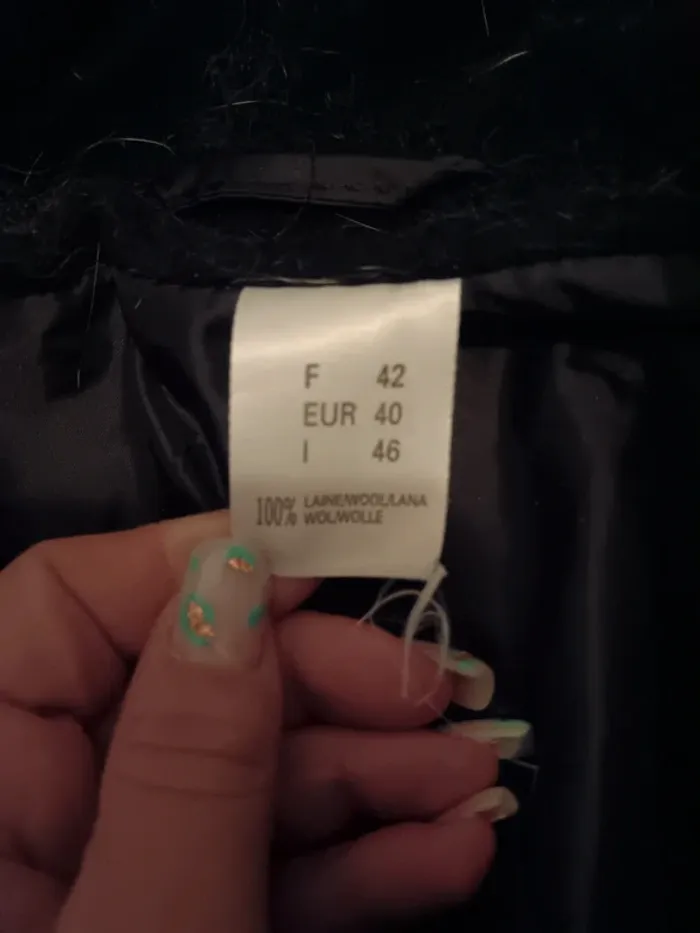 F 42
EUR 40
I 46
100% LAINE/WOOL/LANA
WOL/WOLLE